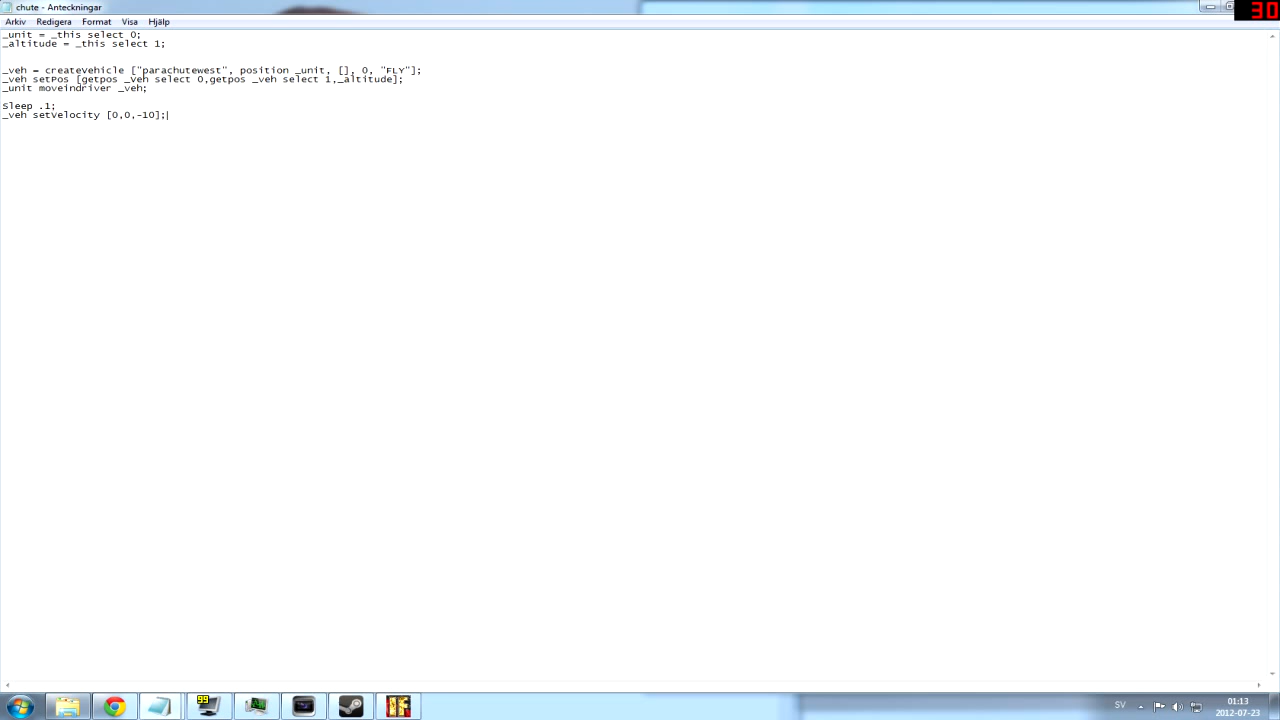 chute - Anteckningar
30
Arkiv Redigera Format Visa Hjälp
_unit = _this select 0;
_altitude = _this select 1;
_veh = createVehicle ["parachutewest", position _unit, [], 0, "FLY"];
_veh setPos [getpos _veh select 0,getpos _veh select 1,_altitude];
_unit moveindriver _veh;
Sleep .1;
_veh setVelocity [0,0,-10];
99
SV
01:13
2012-07-23